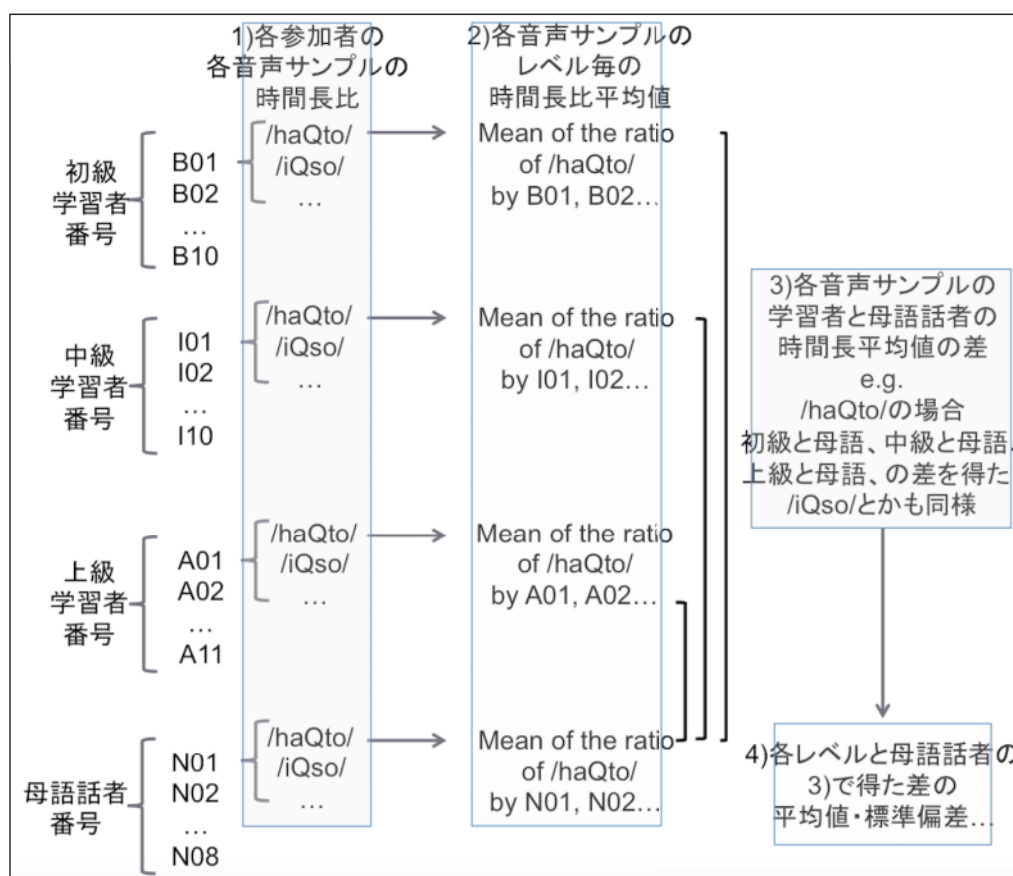 1)各参加者の
各音声サンプルの
時間長比
2)各音声サンプルの
レベル毎の
時間長比平均値
初級
学習者
番号
B01
B02
…
B10
/haQto/
/iQso/
…
Mean of the ratio
of /haQto/
by B01, B02…
中級
学習者
番号
I01
I02
…
I10
/haQto/
/iQso/
…
Mean of the ratio
of /haQto/
by I01, I02…
上級
学習者
番号
A01
A02
…
A11
/haQto/
/iQso/
…
Mean of the ratio
of /haQto/
by A01, A02…
母語話者
番号
N01
N02
…
N08
/haQto/
/iQso/
…
Mean of the ratio
of /haQto/
by N01, N02…
3)各音声サンプルの
学習者と母語話者の
時間長平均値の差
e.g.
/haQto/の場合
初級と母語、中級と母語、
上級と母語、の差を得た
/iQso/とかも同様
4)各レベルと母語話者の
3)で得た差の
平均値・標準偏差…